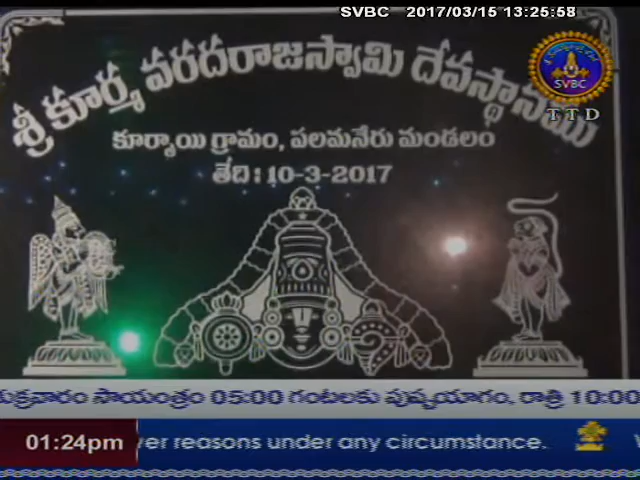 SVBC 2017/03/15 13:25:58
శ్రీ కూర్మ వరదరాజస్వామి దేవస్థానము
SVBC
TTD
కూర్మాయి గ్రామం, పలమనేరు మండలం
తేది: 10-3-2017
శుక్రవారం సాయంత్రం 05:00 గంటలకు పుష్పయాగం, రాత్రి 10:00
01:24pm ver reasons under any circumstance.